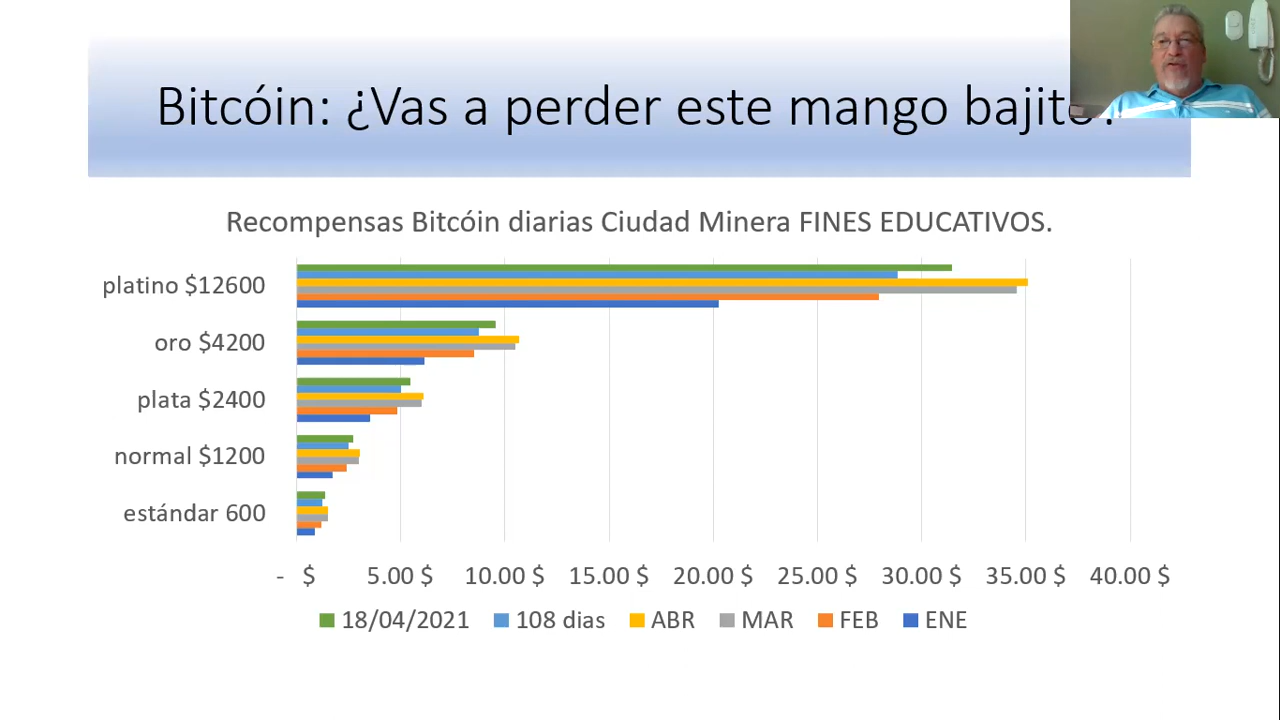 Bitcóin: ¿Vas a perder este mango bajito?
Recompensas Bitcóin diarias Ciudad Minera FINES EDUCATIVOS.
platino $12600
oro $4200
plata $2400
normal $1200
estándar 600
- $ 5.00 $ 10.00 $ 15.00 $ 20.00 $ 25.00 $ 30.00 $ 35.00 $ 40.00 $
18/04/2021 108 dias ABR MAR FEB ENE